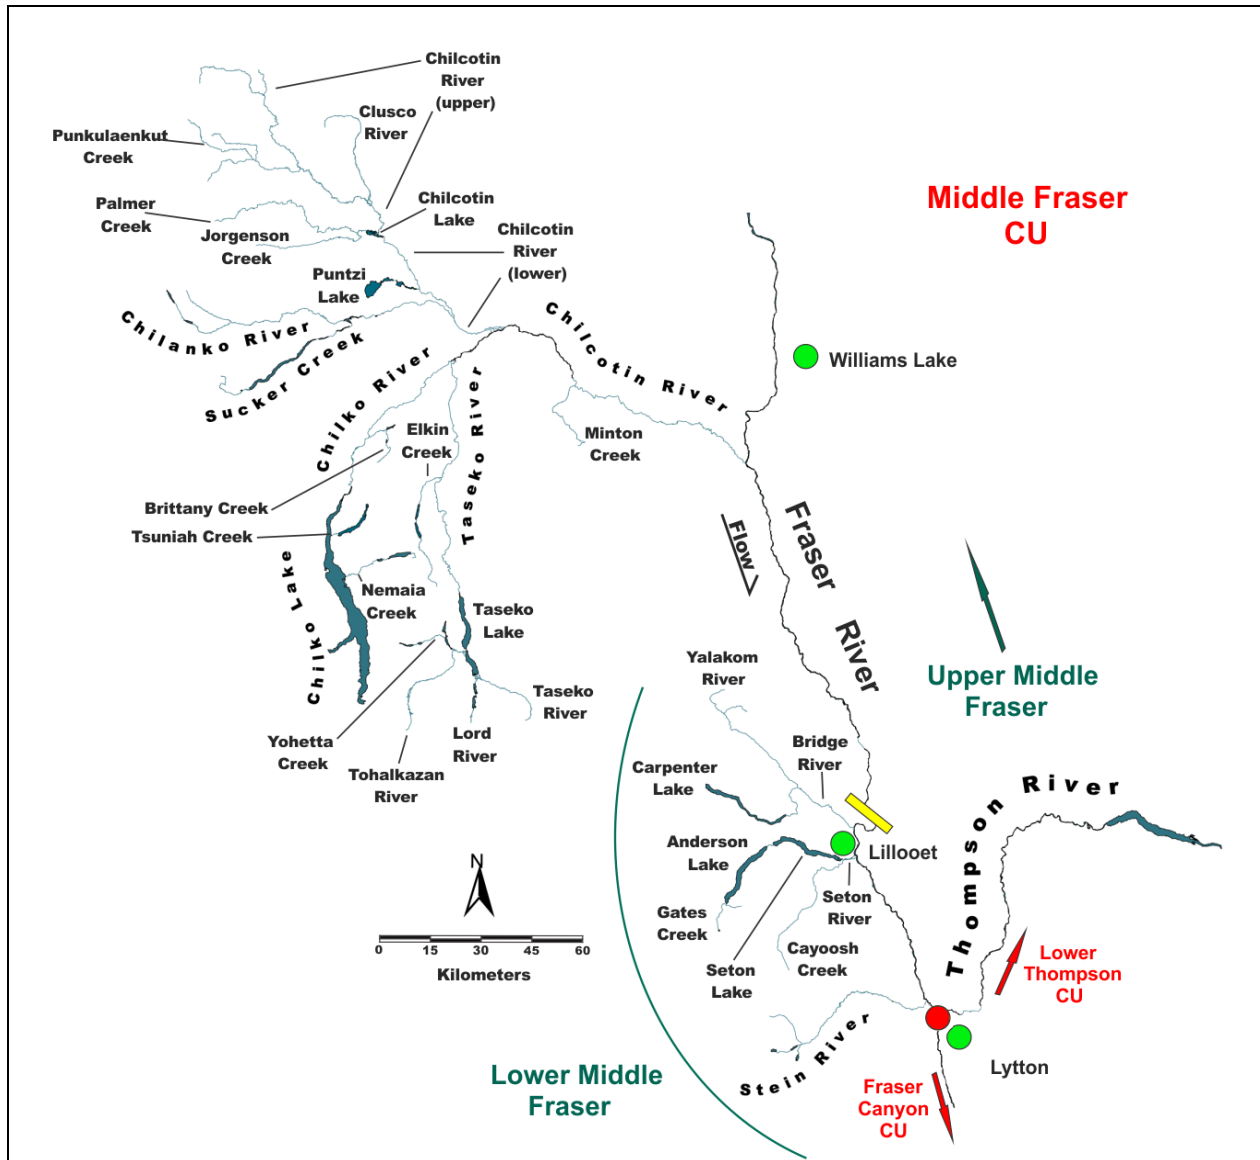 Chilcotin
River
(upper)
Clusco
River
Punkulaenkut
Creek
Palmer
Creek
Jorgenson
Creek
Chilcotin
Lake
Chilcotin
River
(lower)
Puntzi
Lake
Middle Fraser
CU
Chilanko River
Sucker Creek
Chilko River
Taseko River
Chilcotin River
Williams Lake
Elkin
Creek
Minton
Creek
Brittany Creek
Tsuniah Creek
Chilko Lake
Nemaia
Creek
Taseko
Lake
Flow
Fraser River
Yohetta
Creek
Tohalkazan
River
Lord
River
Taseko
River
Yalakom
River
Upper Middle
Fraser
Bridge
River
Carpenter
Lake
Thompson River
Anderson
Lake
Lillooet
Seton
River
Gates
Creek
Cayoosh
Creek
Seton
Lake
N
0 15 30 45 60
Kilometers
Lower
Thompson
CU
Stein River
Lytton
Lower Middle
Fraser
Fraser
Canyon
CU